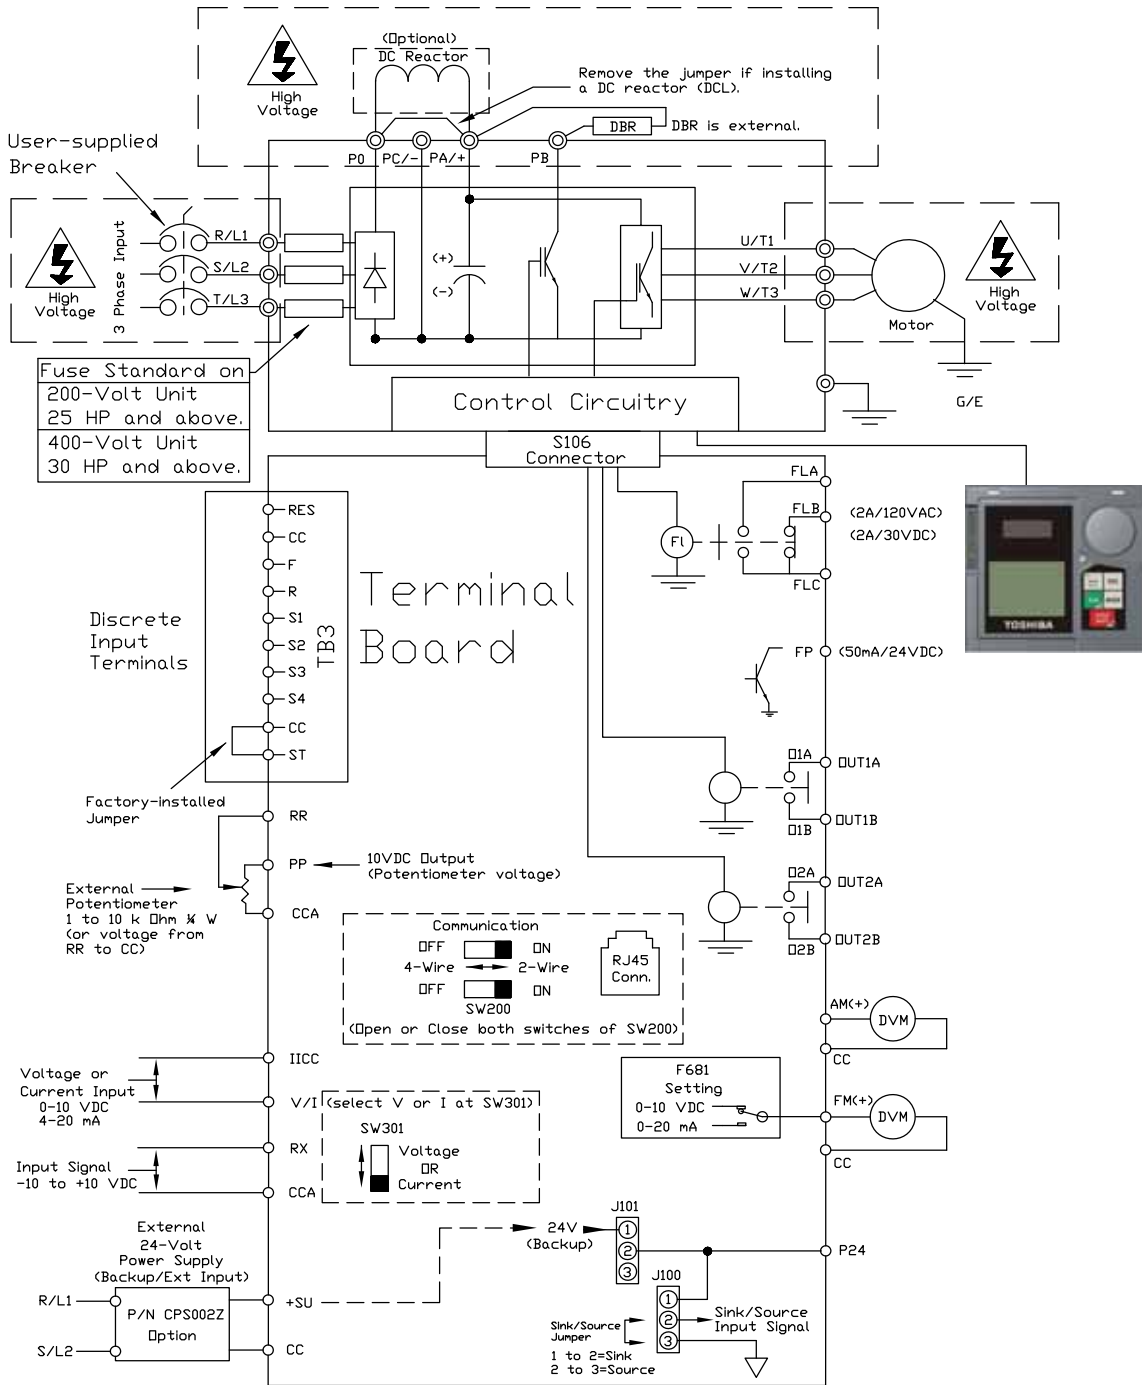 (Optional)
DC Reactor
High
Voltage
Remove the jumper if installing
a DC reactor (DCL).
DBR
DBR is external.
User-supplied
Breaker
PO
PC/-
PA/+
PB
3 Phase Input
High
Voltage
R/L1
S/L2
T/L3
(+)
(-)
U/T1
V/T2
W/T3
Motor
High
Voltage
G/E
Fuse Standard on
200-Volt Unit
25 HP and above.
400-Volt Unit
30 HP and above.
Control Circuitry
S106
Connector
Terminal
Board
Discrete
Input
Terminals
TB3
RES
CC
F
R
S1
S2
S3
S4
CC
ST
Factory-installed
Jumper
FLA
FLB
(2A/120VAC)
(2A/30VDC)
Fl
FLC
TOSHIBA
FP
(50mA/24VDC)
O1A
OUT1A
O1B
OUT1B
O2A
OUT2A
O2B
OUT2B
RR
PP
10VDC Output
(Potentiometer voltage)
CCA
External
Potentiometer
1 to 10 k Ohm ¼ W
(or voltage from
RR to CC)
Communication
OFF
ON
4-Wire
2-Wire
OFF
ON
SW200
RJ45
Conn.
(Open or Close both switches of SW200)
AM(+)
DVM
CC
F681
Setting
0-10 VDC
0-20 mA
FM(+)
DVM
CC
IICC
Voltage or
Current Input
0-10 VDC
4-20 mA
V/I
(select V or I at SW301)
SW301
Voltage
OR
Current
RX
Input Signal
-10 to +10 VDC
CCA
External
24-Volt
Power Supply
(Backup/Ext Input)
R/L1
P/N CPS002Z
Option
S/L2
+SU
CC
24V
(Backup)
J101
1
2
3
P24
J100
1
2
3
Sink/Source
Jumper
1 to 2=Sink
2 to 3=Source
Sink/Source
Input Signal